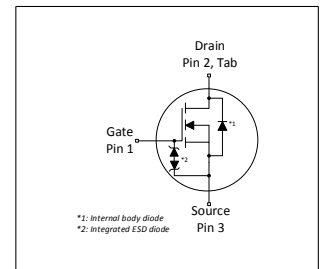 Drain
Pin 2, Tab
*1
Gate
Pin 1
*2
Source
Pin 3
*1: Internal body diode
*2: Integrated ESD diode